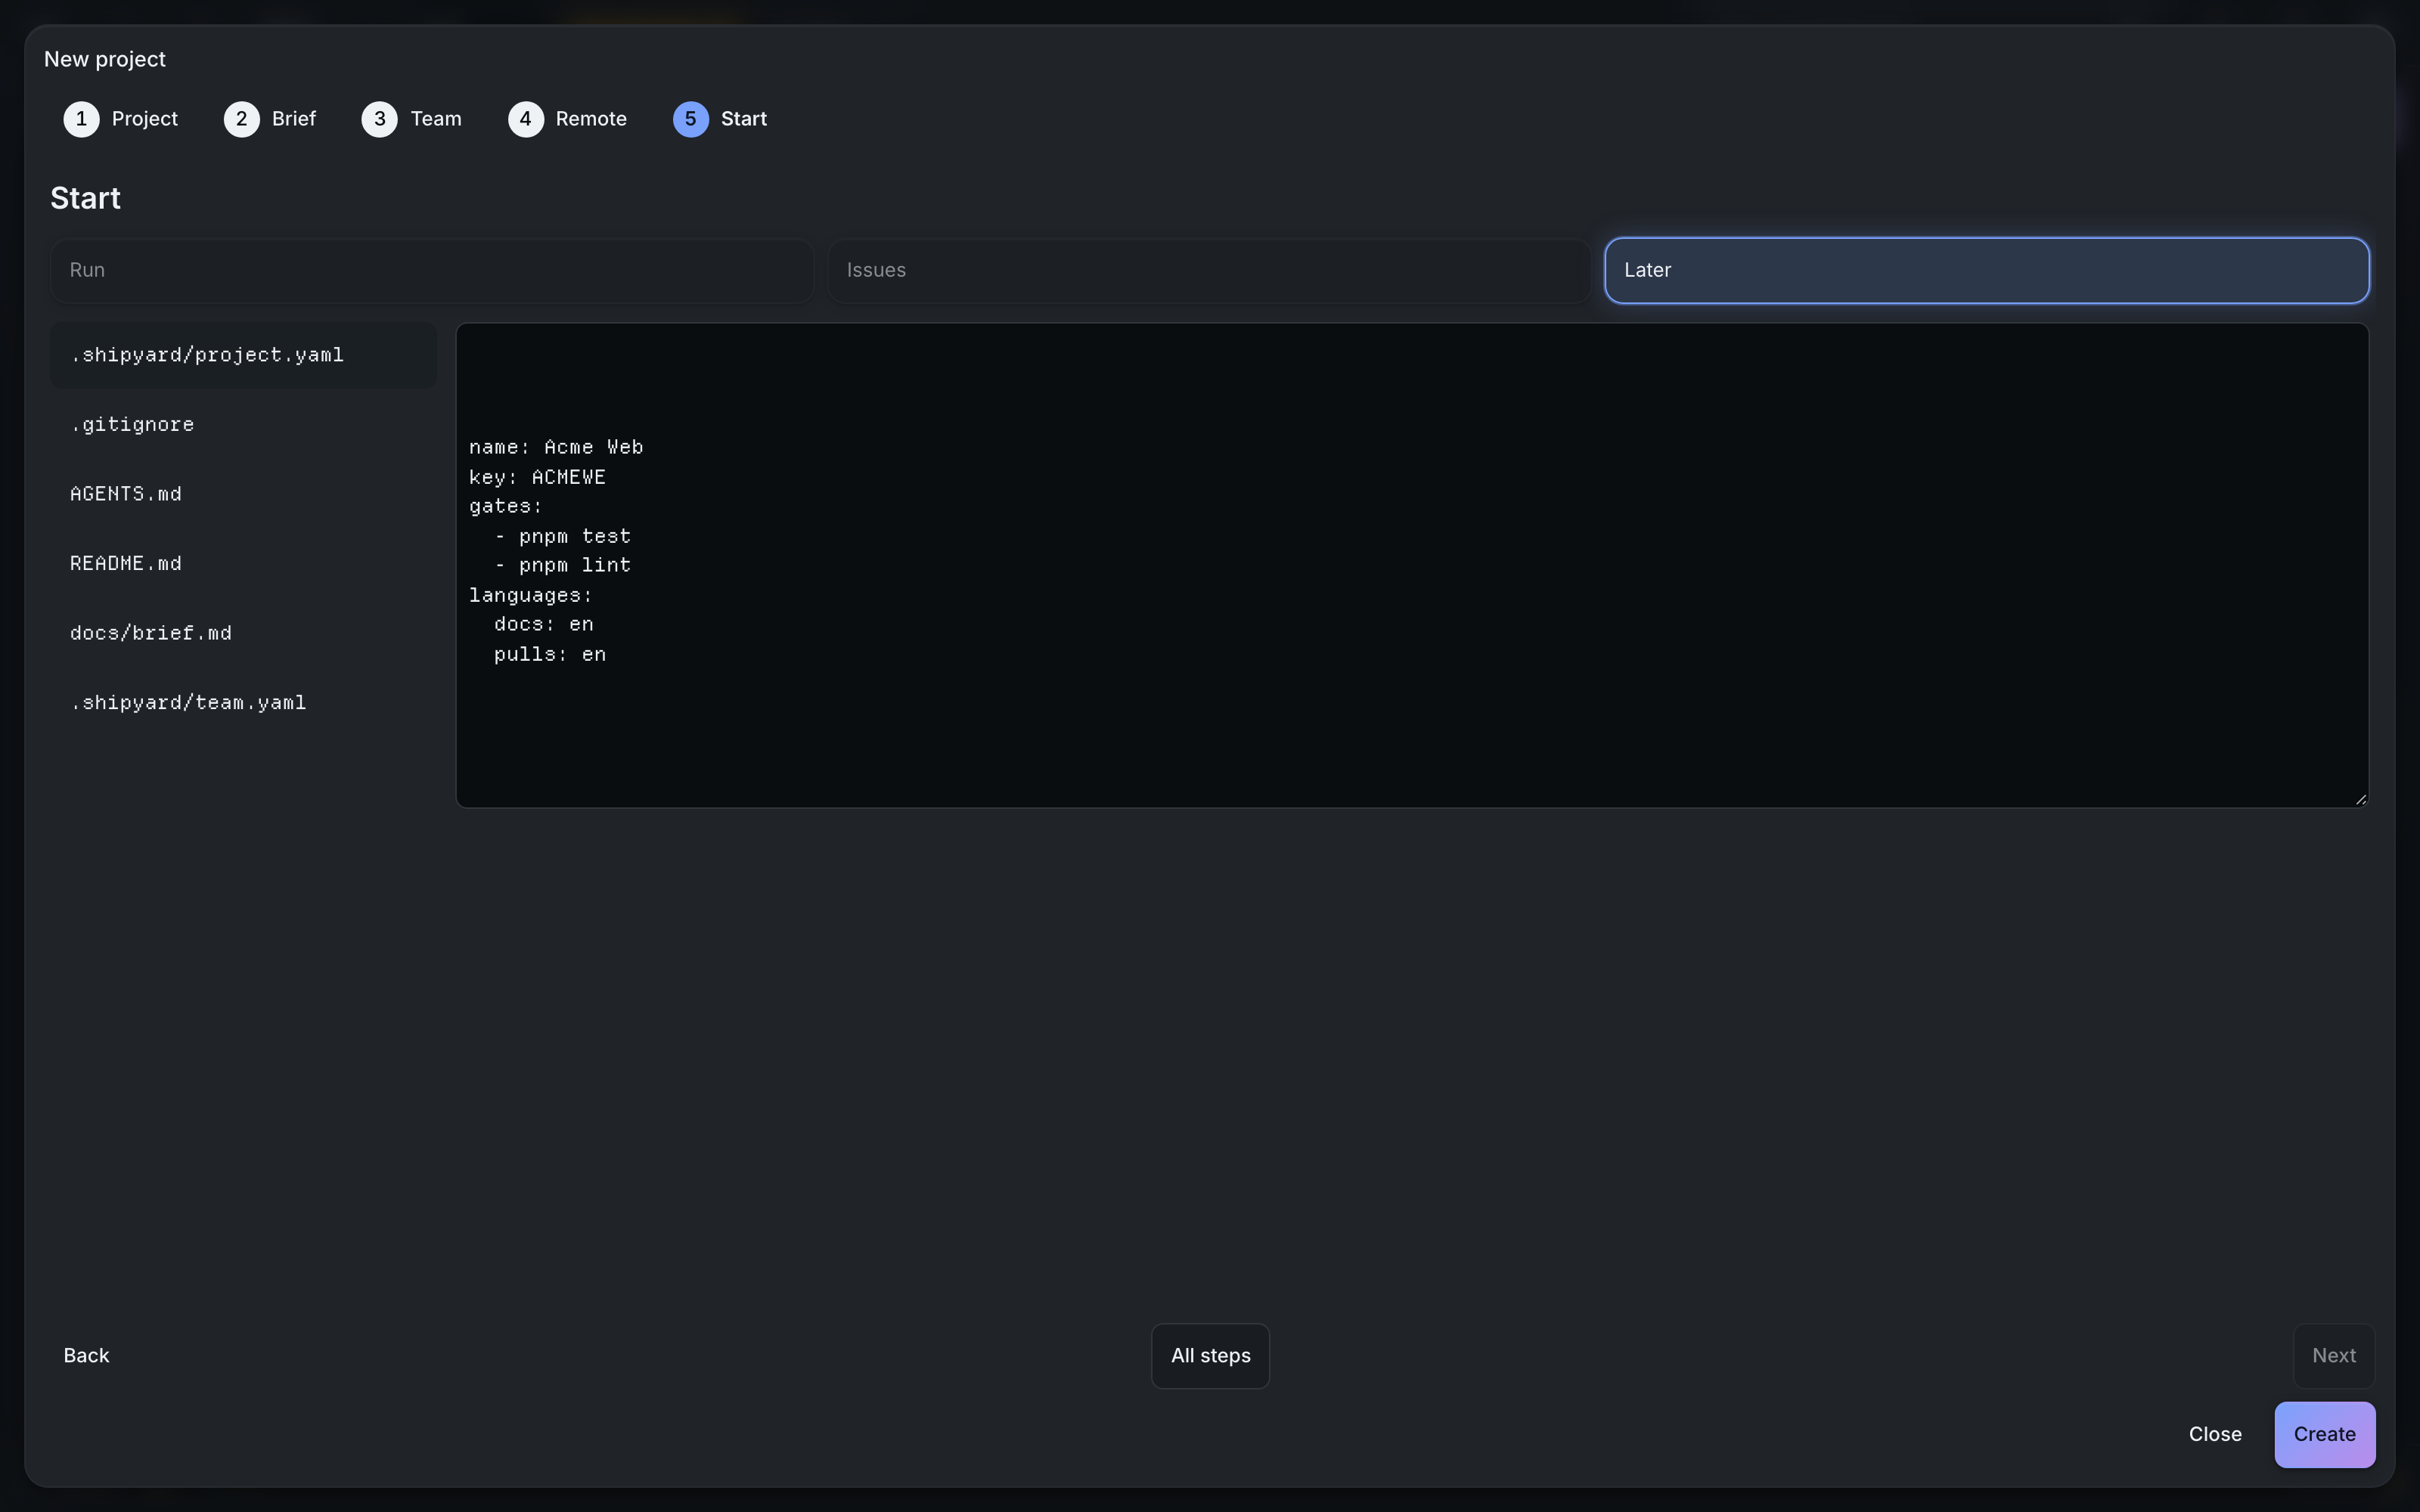 New project
1 Project 2 Brief 3 Team 4 Remote 5 Start
Start
Run Issues Later
.shipyard/project.yaml
.gitignore
AGENTS.md
README.md
docs/brief.md
.shipyard/team.yaml
name: Acme Web
key: ACMEWE
gates:
  - pnpm test
  - pnpm lint
languages:
  docs: en
  pulls: en
Back All steps Next
Close Create